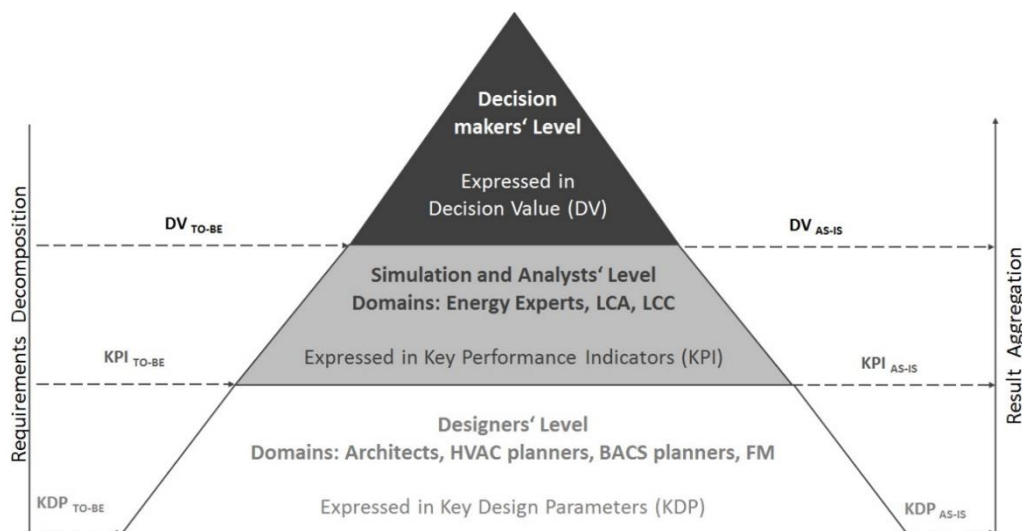 Decision
makers‘ Level
Expressed in
Decision Value (DV)
DV TO-BE
DV AS-IS
Simulation and Analysts‘ Level
Domains: Energy Experts, LCA, LCC
Expressed in Key Performance Indicators (KPI)
KPI TO-BE
KPI AS-IS
Designers‘ Level
Domains: Architects, HVAC planners, BACS planners, FM
Expressed in Key Design Parameters (KDP)
KDP TO-BE
KDP AS-IS
Requirements Decomposition
Result Aggregation